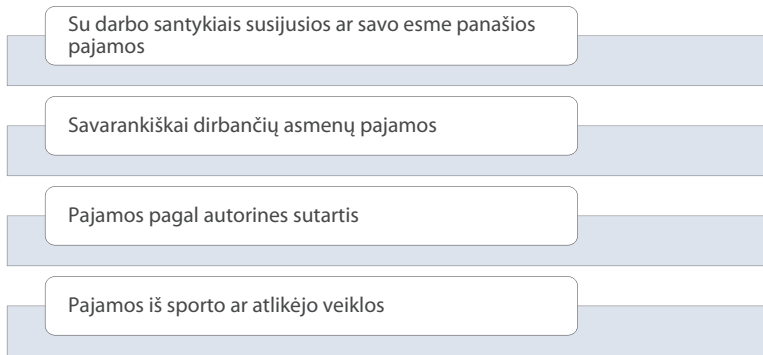 Su darbo santykiais susijusios ar savo esme panašios
pajamos
Savarankiškai dirbančių asmenų pajamos
Pajamos pagal autorines sutartis
Pajamos iš sporto ar atlikėjo veiklos